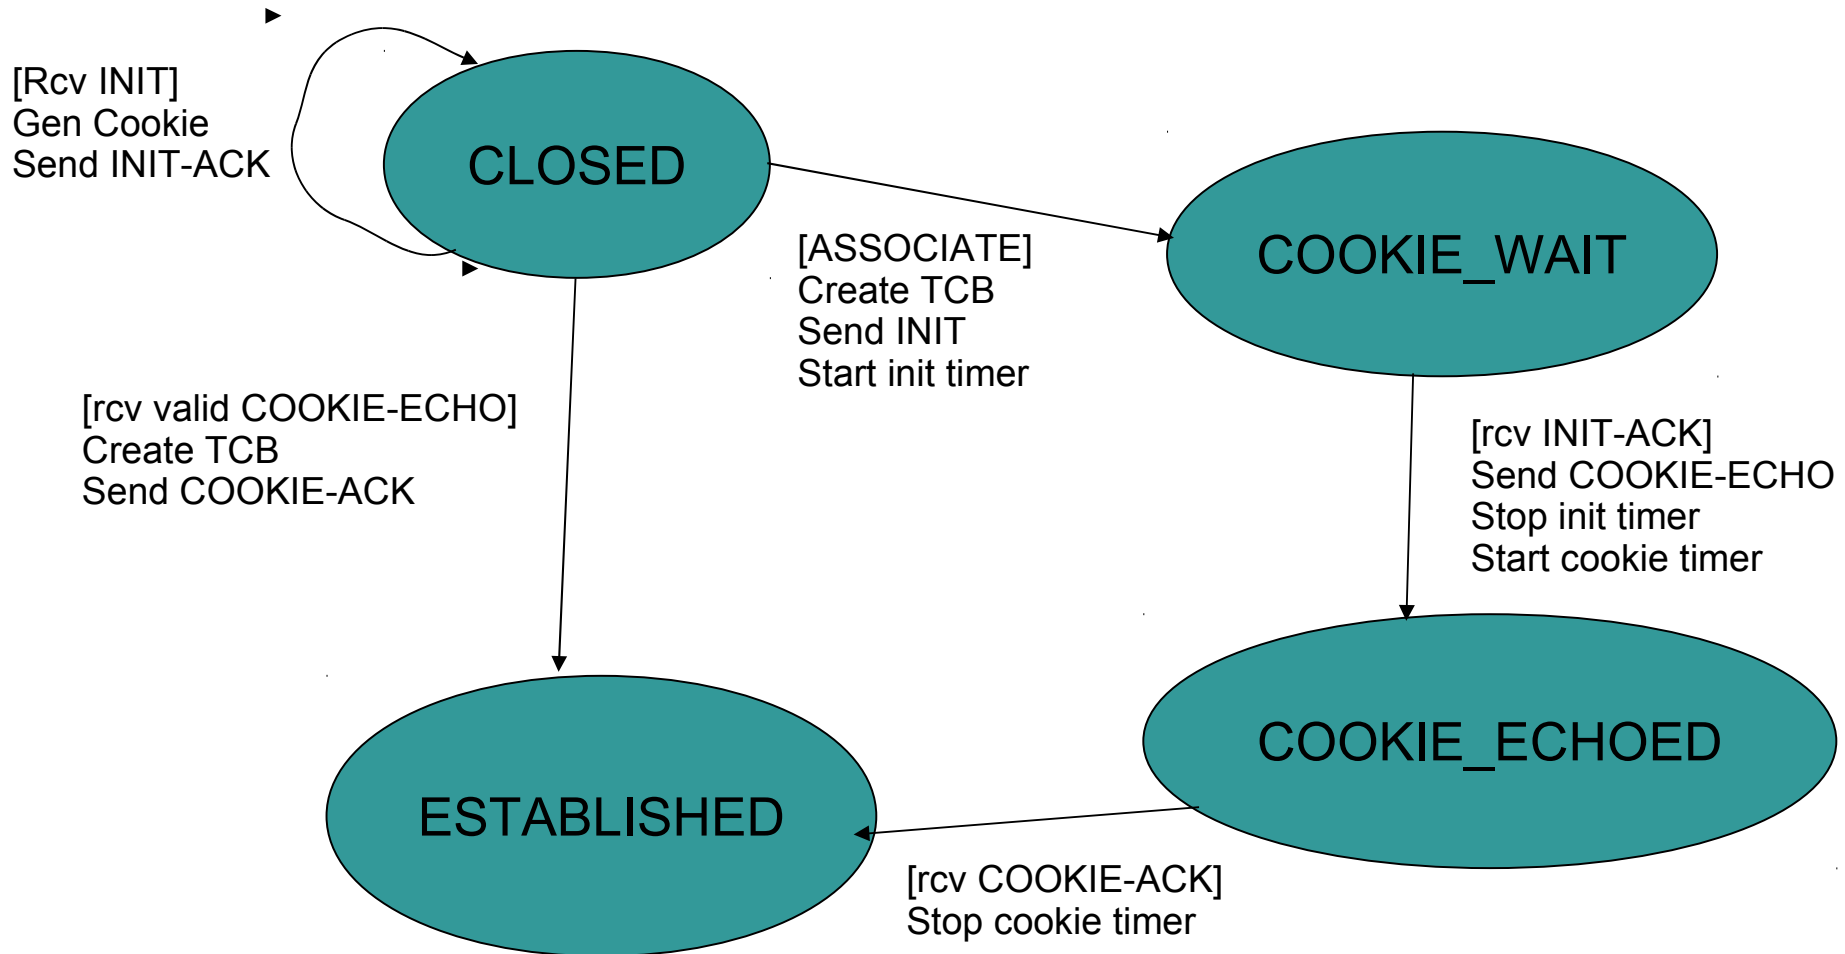 [Rcv INIT]
Gen Cookie
Send INIT-ACK
CLOSED
[ASSOCIATE]
Create TCB
Send INIT
Start init timer
COOKIE_WAIT
[rcv valid COOKIE-ECHO]
Create TCB
Send COOKIE-ACK
[rcv INIT-ACK]
Send COOKIE-ECHO
Stop init timer
Start cookie timer
ESTABLISHED
COOKIE_ECHOED
[rcv COOKIE-ACK]
Stop cookie timer